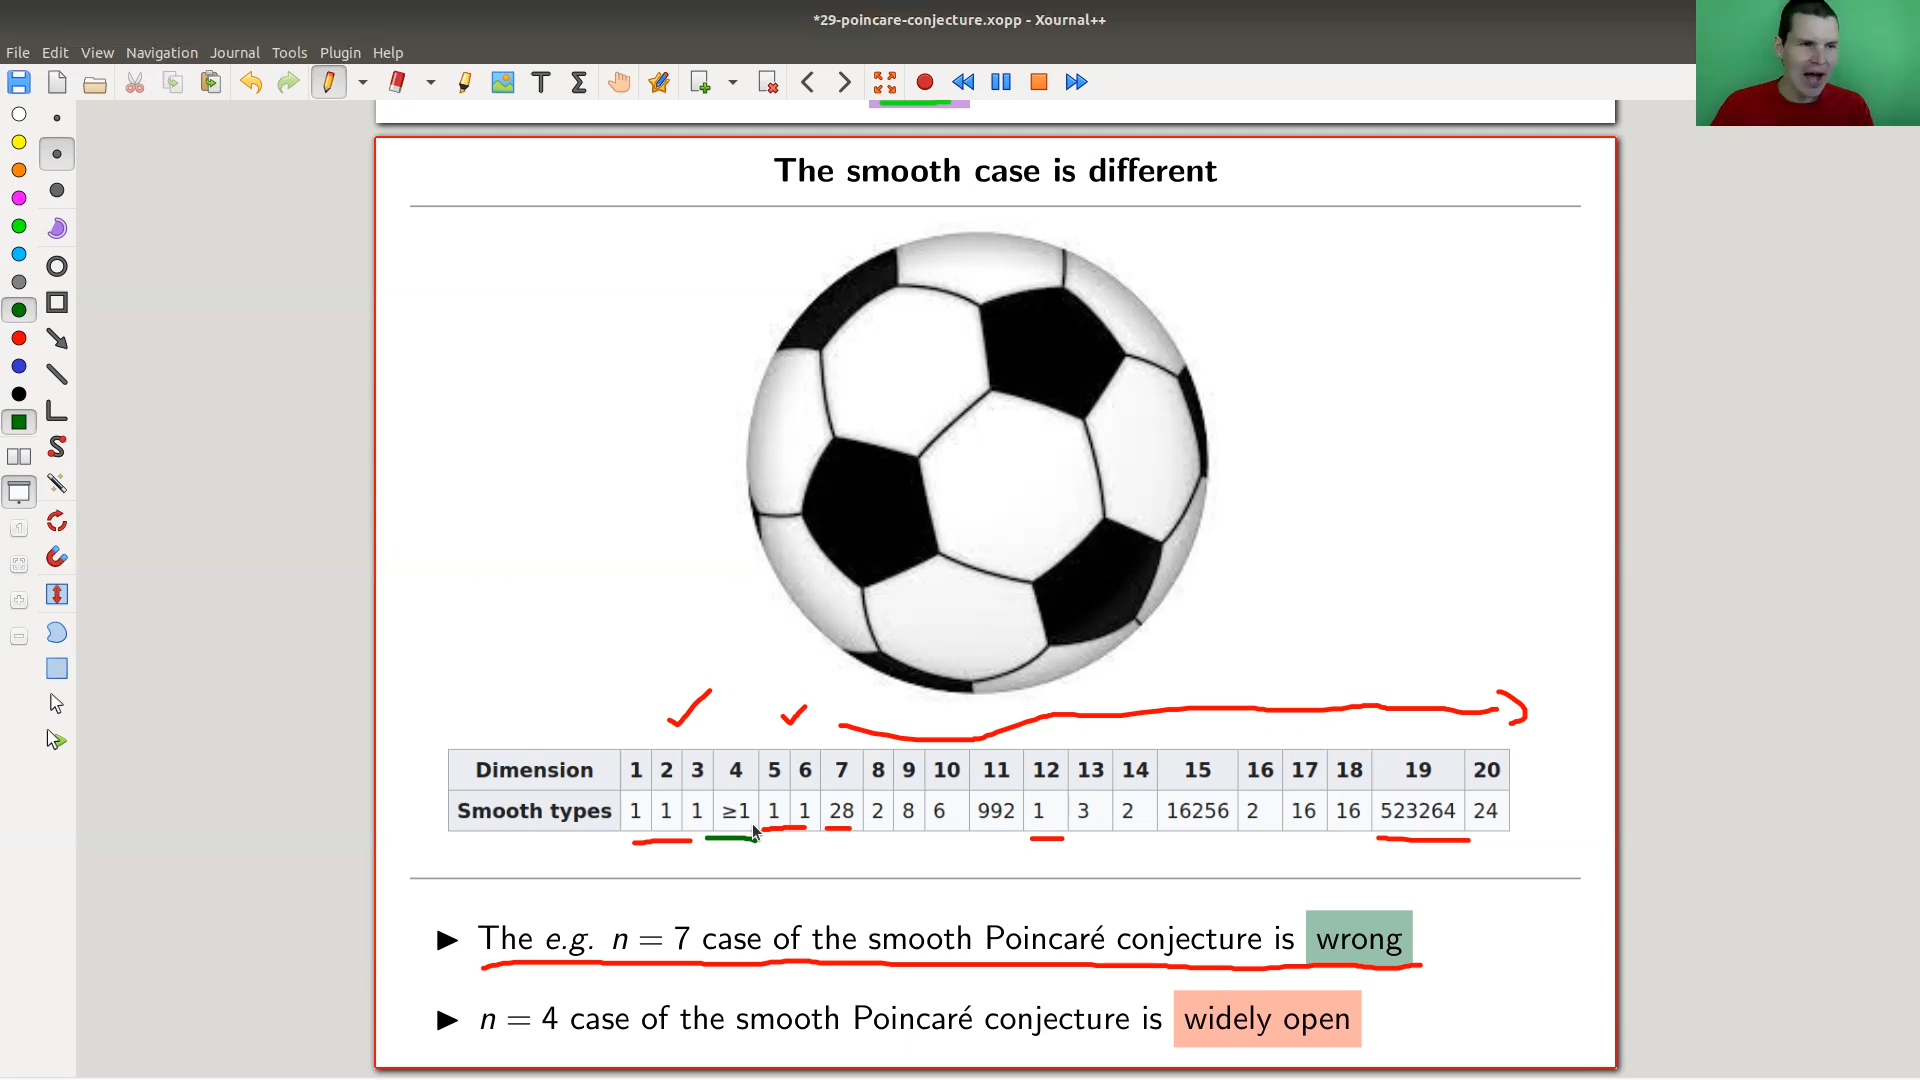 *29-poincare-conjecture.xopp - Xournal++
File Edit View Navigation Journal Tools Plugin Help
The smooth case is different
Dimension 1 2 3 4 5 6 7 8 9 10 11 12 13 14 15 16 17 18 19 20
Smooth types 1 1 1 ≥1 1 1 28 2 8 6 992 1 3 2 16256 2 16 16 523264 24
▶ The e.g. n = 7 case of the smooth Poincaré conjecture is wrong
▶ n = 4 case of the smooth Poincaré conjecture is widely open